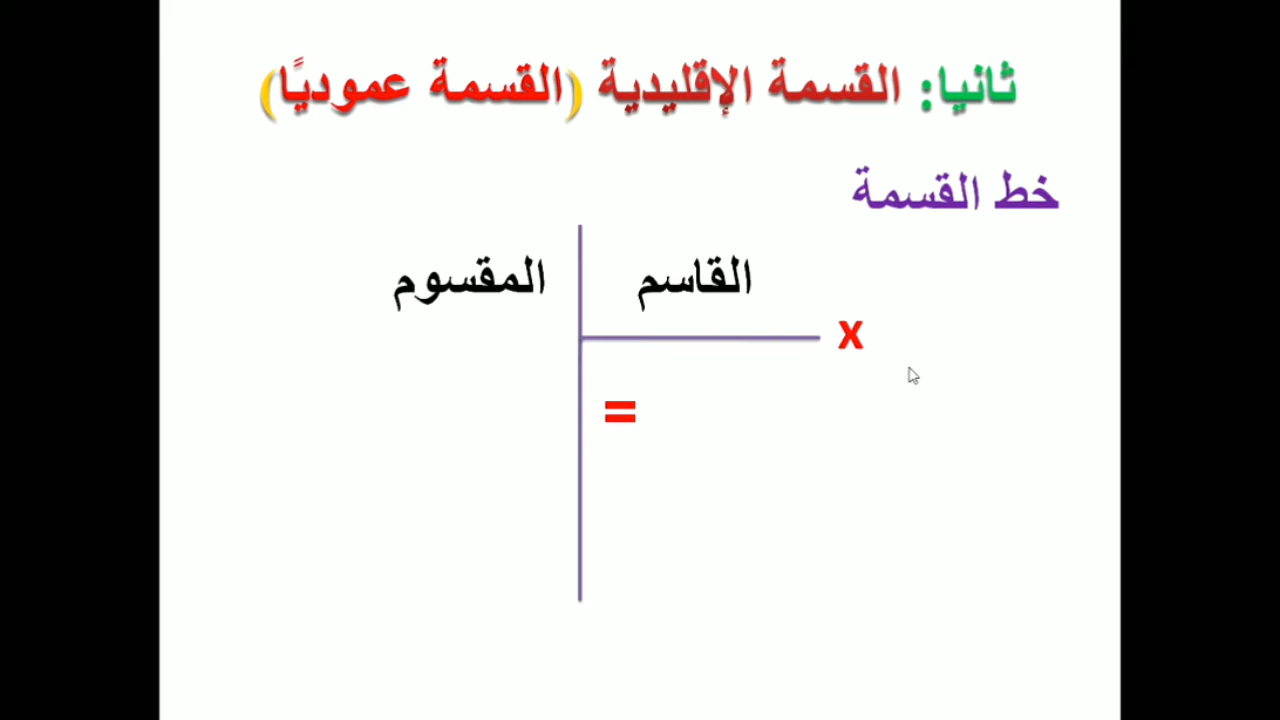 ثانيا: القسمة الإقليدية (القسمة عموديًا)
خط القسمة
القاسم المقسوم
x
=